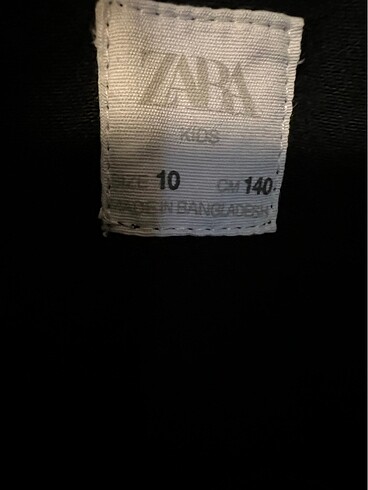 ZARA
KIDS
SIZE 10 CM 140
MADE IN BANGLADESH